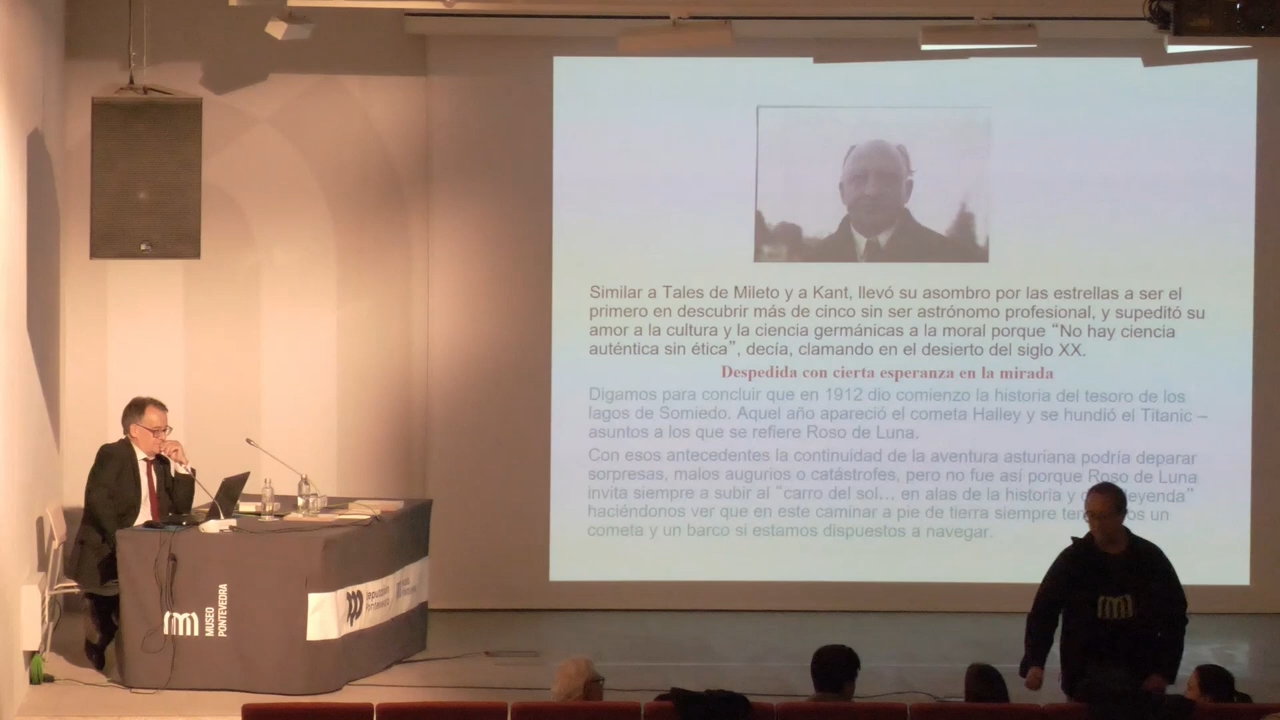 Similar a Tales de Mileto y a Kant, llevó su asombro por las estrellas a ser el
primero en descubrir más de cinco sin ser astrónomo profesional, y supeditó su
amor a la cultura y la ciencia germánicas a la moral porque “No hay ciencia
auténtica sin ética”, decía, clamando en el desierto del siglo XX.
Despedida con cierta esperanza en la mirada
Digamos para concluir que en 1912 dio comienzo la historia del tesoro de los
lagos de Somiedo. Aquel año apareció el cometa Halley y se hundió el Titanic –
asuntos a los que se refiere Roso de Luna.
Con esos antecedentes la continuidad de la aventura asturiana podría deparar
sorpresas, malos augurios o catástrofes, pero no fue así porque Roso de Luna
invita siempre a subir al “carro del sol... en alas de la historia y eyenda”
haciéndonos ver que en este caminar a pie de tierra siempre os un
cometa y un barco si estamos dispuestos a navegar.
MUSEO
PONTEVEDRA
Pontevedra